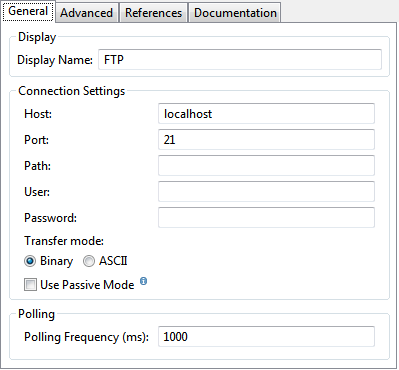 General Advanced References Documentation
Display
Display Name: FTP
Connection Settings
Host: localhost
Port: 21
Path:
User:
Password:
Transfer mode:
Binary ASCII
Use Passive Mode i
Polling
Polling Frequency (ms): 1000